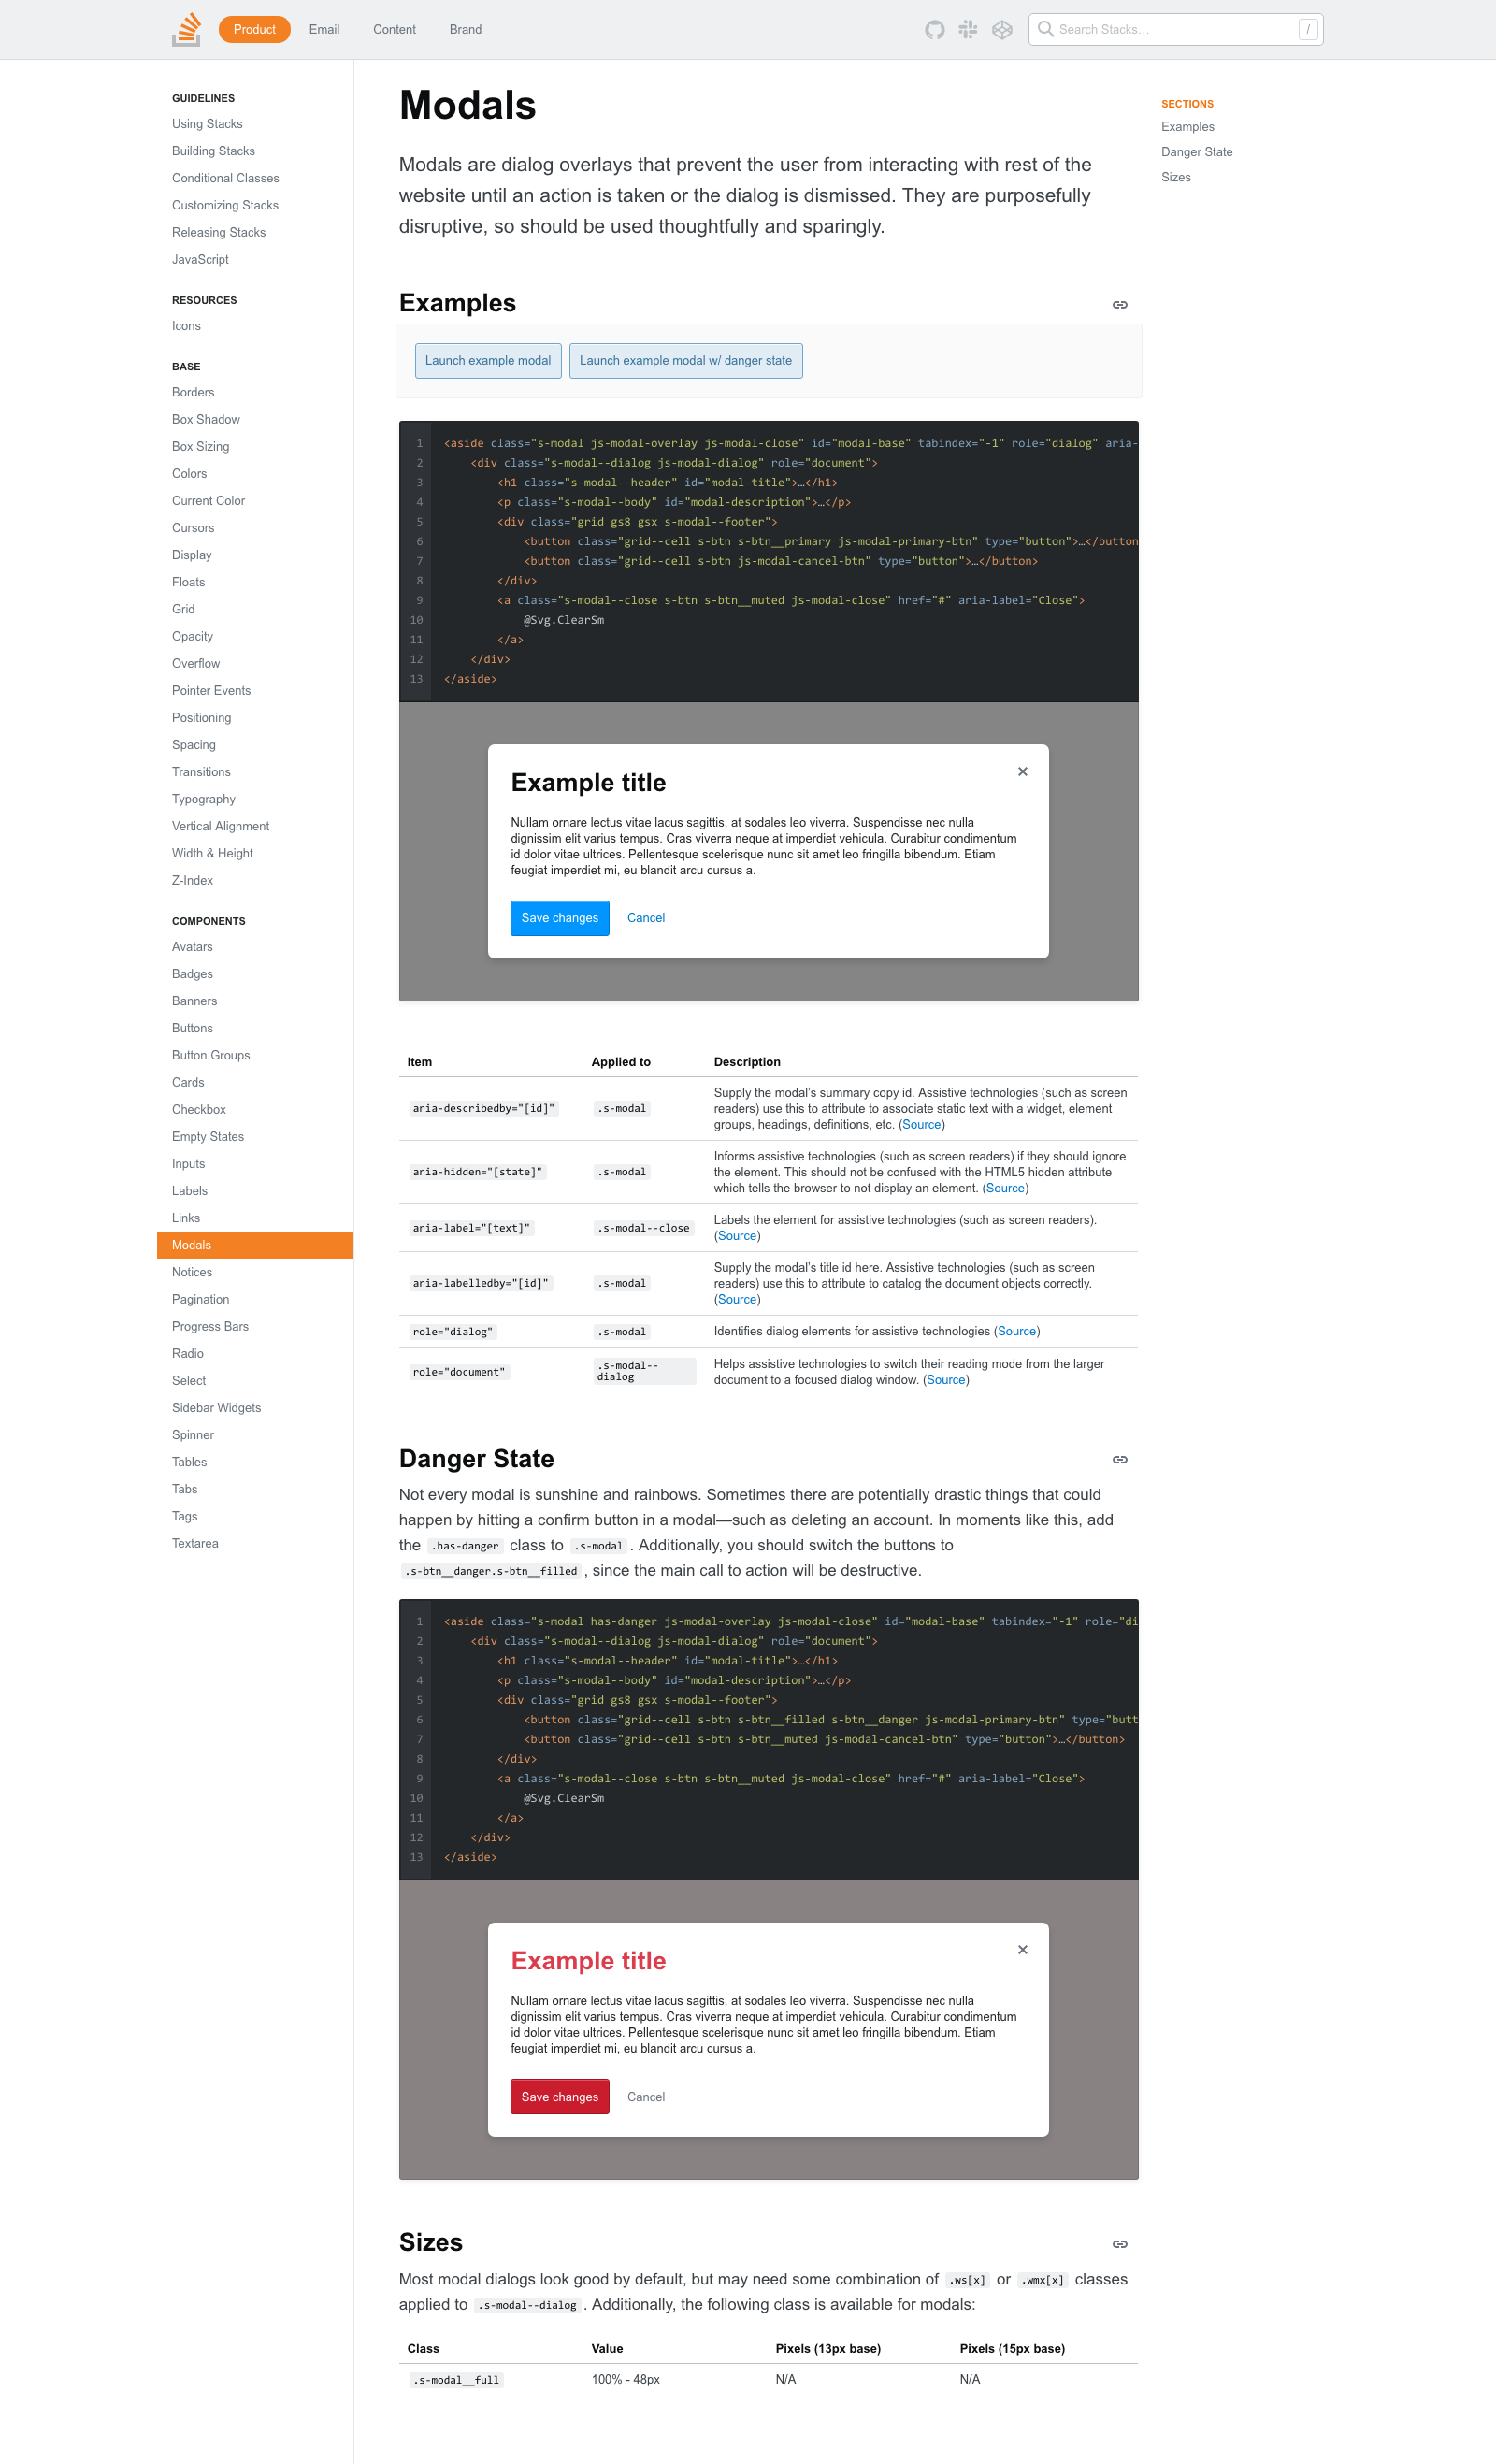 Product
Email
Content
Brand
Search Stacks...
/
GUIDELINES
Using Stacks
Building Stacks
Conditional Classes
Customizing Stacks
Releasing Stacks
JavaScript
RESOURCES
Icons
BASE
Borders
Box Shadow
Box Sizing
Colors
Current Color
Cursors
Display
Floats
Grid
Opacity
Overflow
Pointer Events
Positioning
Spacing
Transitions
Typography
Vertical Alignment
Width & Height
Z-Index
COMPONENTS
Avatars
Badges
Banners
Buttons
Button Groups
Cards
Checkbox
Empty States
Inputs
Labels
Links
Modals
Notices
Pagination
Progress Bars
Radio
Select
Sidebar Widgets
Spinner
Tables
Tabs
Tags
Textarea
Modals
Modals are dialog overlays that prevent the user from interacting with rest of the
website until an action is taken or the dialog is dismissed. They are purposefully
disruptive, so should be used thoughtfully and sparingly.
Examples
Launch example modal
Launch example modal w/ danger state
1 <aside class="s-modal js-modal-overlay js-modal-close" id="modal-base" tabindex="-1" role="dialog" aria-
2 <div class="s-modal--dialog js-modal-dialog" role="document">
3 <h1 class="s-modal--header" id="modal-title">…</h1>
4 <p class="s-modal--body" id="modal-description">…</p>
5 <div class="grid gs8 gsx s-modal--footer">
6 <button class="grid--cell s-btn s-btn__primary js-modal-primary-btn" type="button">…</button
7 <button class="grid--cell s-btn js-modal-cancel-btn" type="button">…</button>
8 </div>
9 <a class="s-modal--close s-btn s-btn__muted js-modal-close" href="#" aria-label="Close">
10 @Svg.ClearSm
11 </a>
12 </div>
13 </aside>
Example title
Nullam ornare lectus vitae lacus sagittis, at sodales leo viverra. Suspendisse nec nulla
dignissim elit varius tempus. Cras viverra neque at imperdiet vehicula. Curabitur condimentum
id dolor vitae ultrices. Pellentesque scelerisque nunc sit amet leo fringilla bibendum. Etiam
feugiat imperdiet mi, eu blandit arcu cursus a.
Save changes
Cancel
Item Applied to Description
aria-describedby="[id]" .s-modal Supply the modal's summary copy id. Assistive technologies (such as screen
readers) use this to attribute to associate static text with a widget, element
groups, headings, definitions, etc. (Source)
aria-hidden="[state]" .s-modal Informs assistive technologies (such as screen readers) if they should ignore
the element. This should not be confused with the HTML5 hidden attribute
which tells the browser to not display an element. (Source)
aria-label="[text]" .s-modal--close Labels the element for assistive technologies (such as screen readers).
(Source)
aria-labelledby="[id]" .s-modal Supply the modal's title id here. Assistive technologies (such as screen
readers) use this to attribute to catalog the document objects correctly.
(Source)
role="dialog" .s-modal Identifies dialog elements for assistive technologies (Source)
role="document" .s-modal--
dialog
Helps assistive technologies to switch their reading mode from the larger
document to a focused dialog window. (Source)
Danger State
Not every modal is sunshine and rainbows. Sometimes there are potentially drastic things that could
happen by hitting a confirm button in a modal—such as deleting an account. In moments like this, add
the .has-danger class to .s-modal. Additionally, you should switch the buttons to
.s-btn__danger.s-btn__filled, since the main call to action will be destructive.
1 <aside class="s-modal has-danger js-modal-overlay js-modal-close" id="modal-base" tabindex="-1" role="di
2 <div class="s-modal--dialog js-modal-dialog" role="document">
3 <h1 class="s-modal--header" id="modal-title">…</h1>
4 <p class="s-modal--body" id="modal-description">…</p>
5 <div class="grid gs8 gsx s-modal--footer">
6 <button class="grid--cell s-btn s-btn__filled s-btn__danger js-modal-primary-btn" type="butt
7 <button class="grid--cell s-btn s-btn__muted js-modal-cancel-btn" type="button">…</button>
8 </div>
9 <a class="s-modal--close s-btn s-btn__muted js-modal-close" href="#" aria-label="Close">
10 @Svg.ClearSm
11 </a>
12 </div>
13 </aside>
Example title
Nullam ornare lectus vitae lacus sagittis, at sodales leo viverra. Suspendisse nec nulla
dignissim elit varius tempus. Cras viverra neque at imperdiet vehicula. Curabitur condimentum
id dolor vitae ultrices. Pellentesque scelerisque nunc sit amet leo fringilla bibendum. Etiam
feugiat imperdiet mi, eu blandit arcu cursus a.
Save changes
Cancel
Sizes
Most modal dialogs look good by default, but may need some combination of .ws[x] or .wmx[x] classes
applied to .s-modal--dialog. Additionally, the following class is available for modals:
Class Value Pixels (13px base) Pixels (15px base)
.s-modal__full 100% - 48px N/A N/A
SECTIONS
Examples
Danger State
Sizes